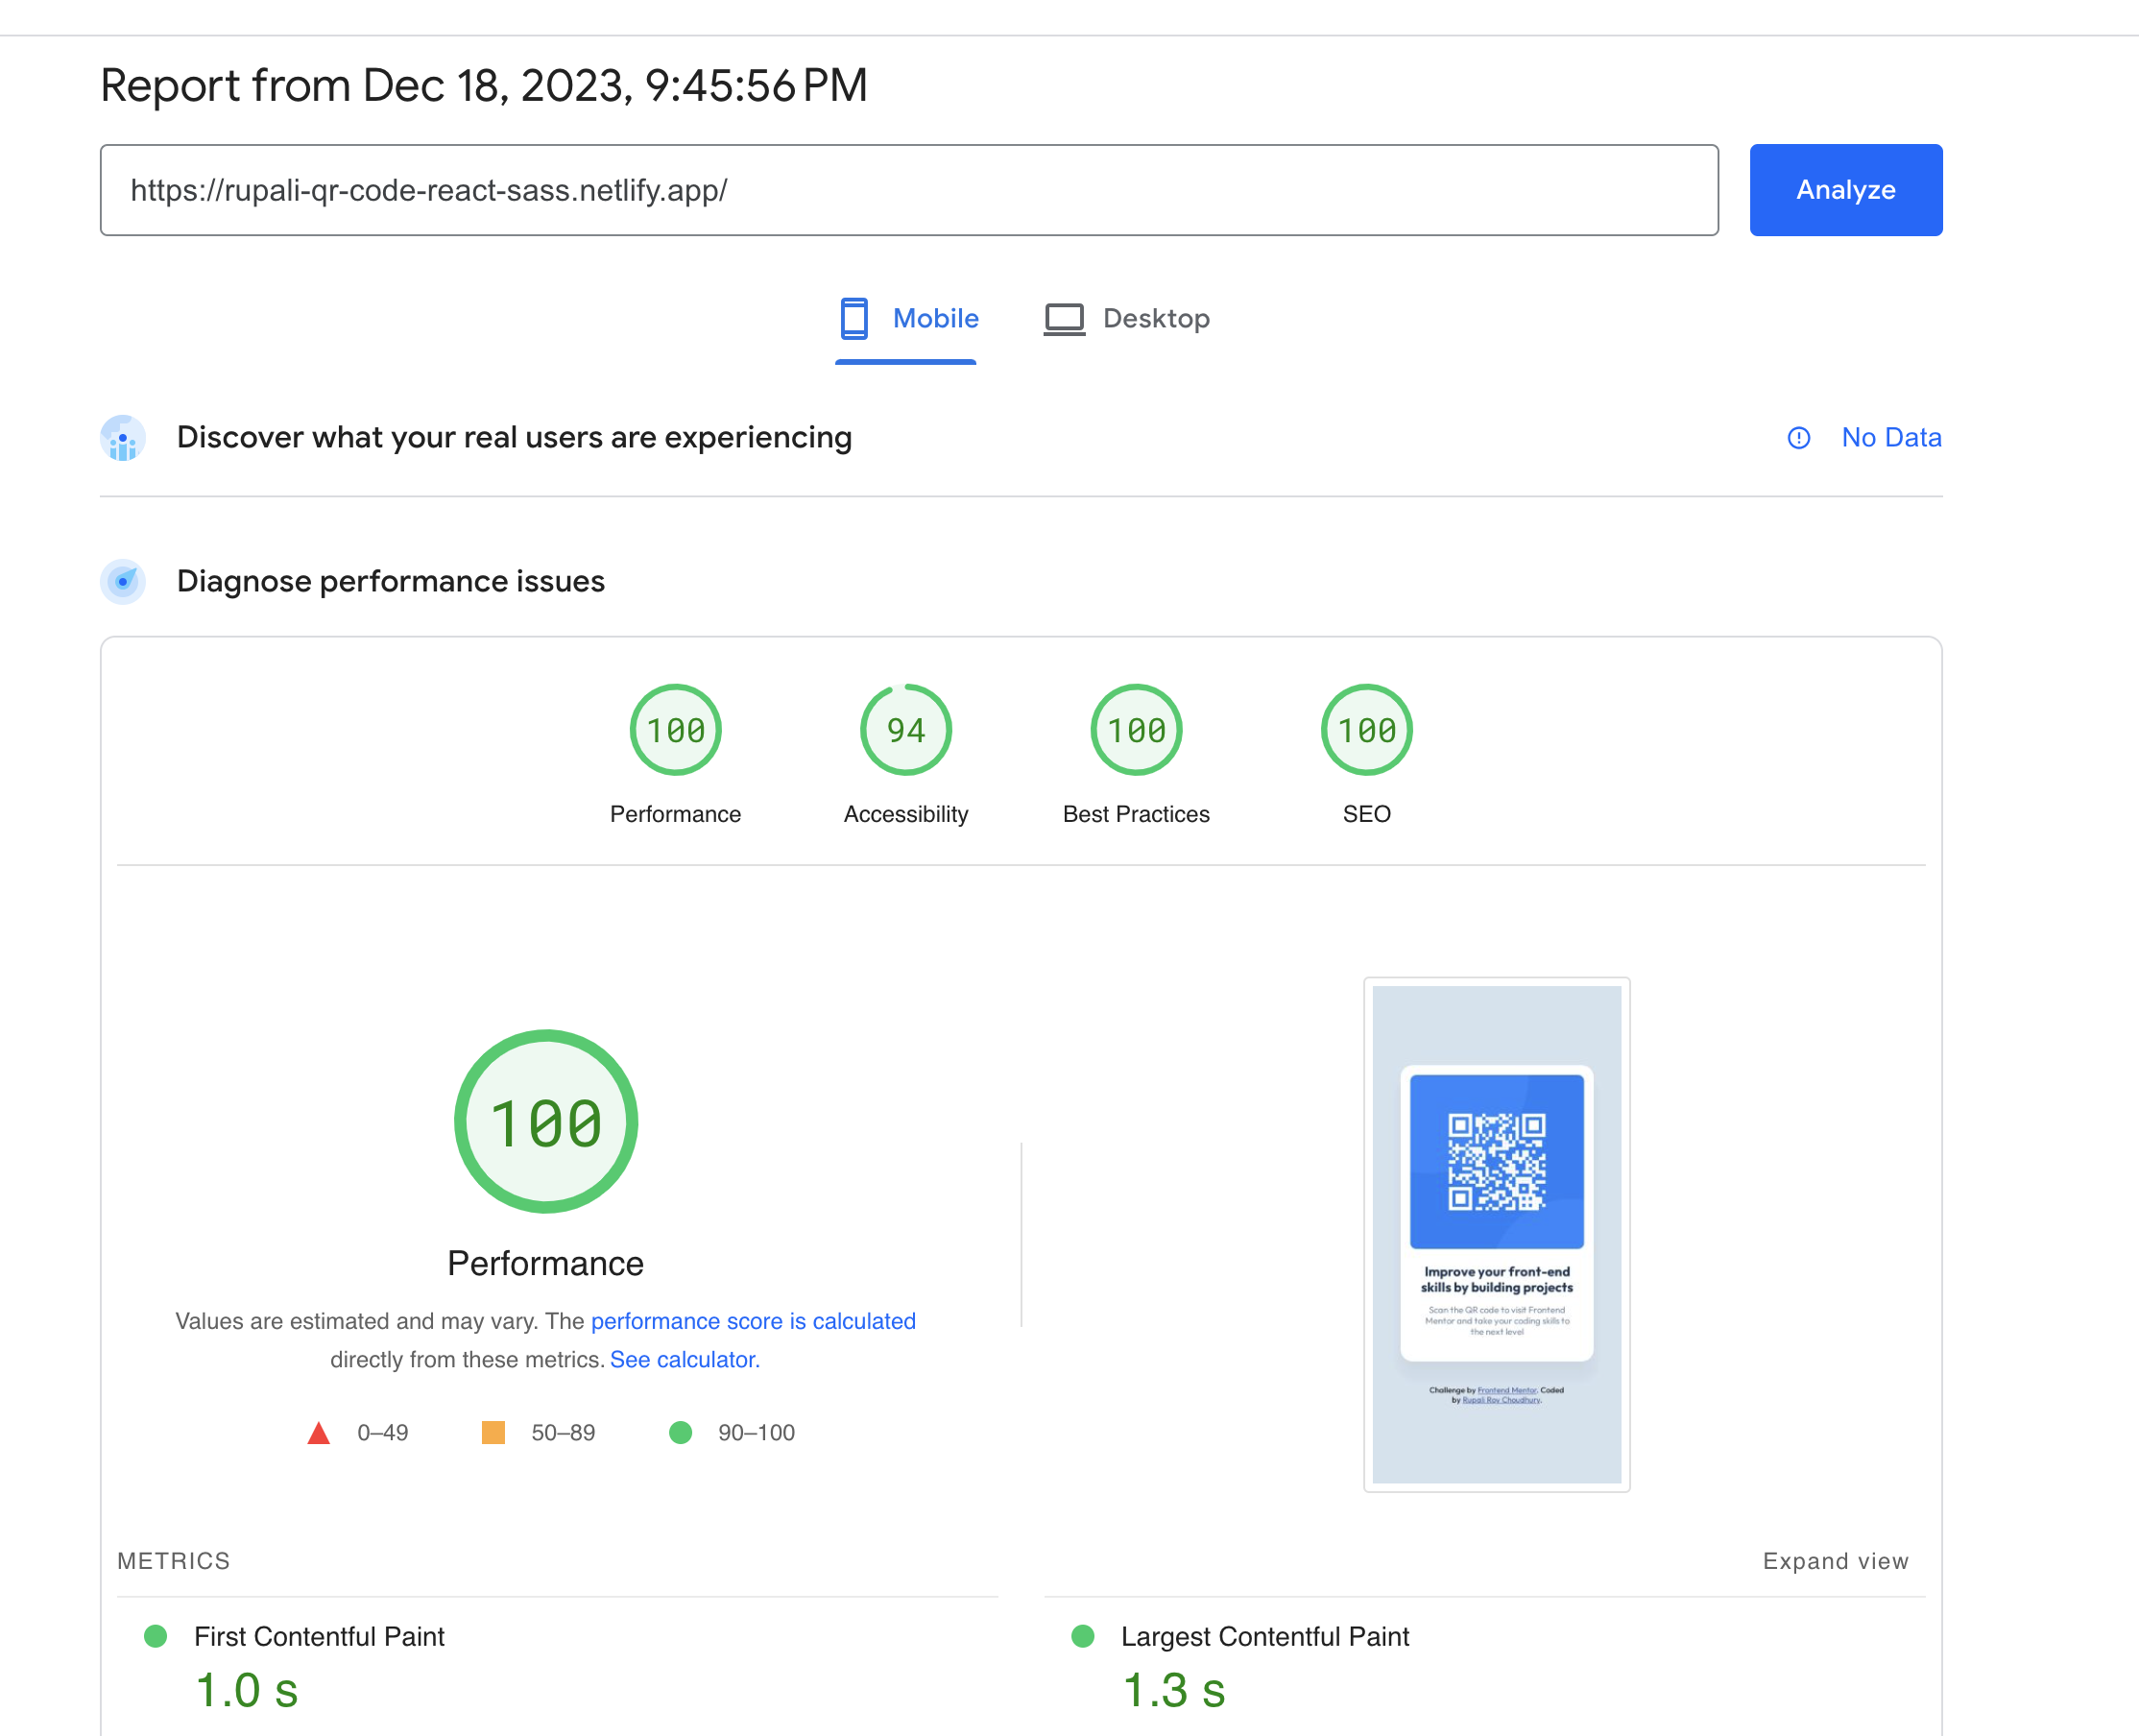 Report from Dec 18, 2023, 9:45:56 PM
https://rupali-qr-code-react-sass.netlify.app/
Analyze
Mobile
Desktop
Discover what your real users are experiencing
No Data
Diagnose performance issues
100
94
100
100
Performance
Accessibility
Best Practices
SEO
100
Performance
Values are estimated and may vary. The performance score is calculated
directly from these metrics. See calculator.
0–49
50–89
90–100
Improve your front-end
skills by building projects
Scan the QR code to visit Frontend
Mentor and take your coding skills to
the next level
Challenge by Frontend Mentor. Coded
by Rupali Roy Choudhury.
METRICS
Expand view
First Contentful Paint
1.0 s
Largest Contentful Paint
1.3 s